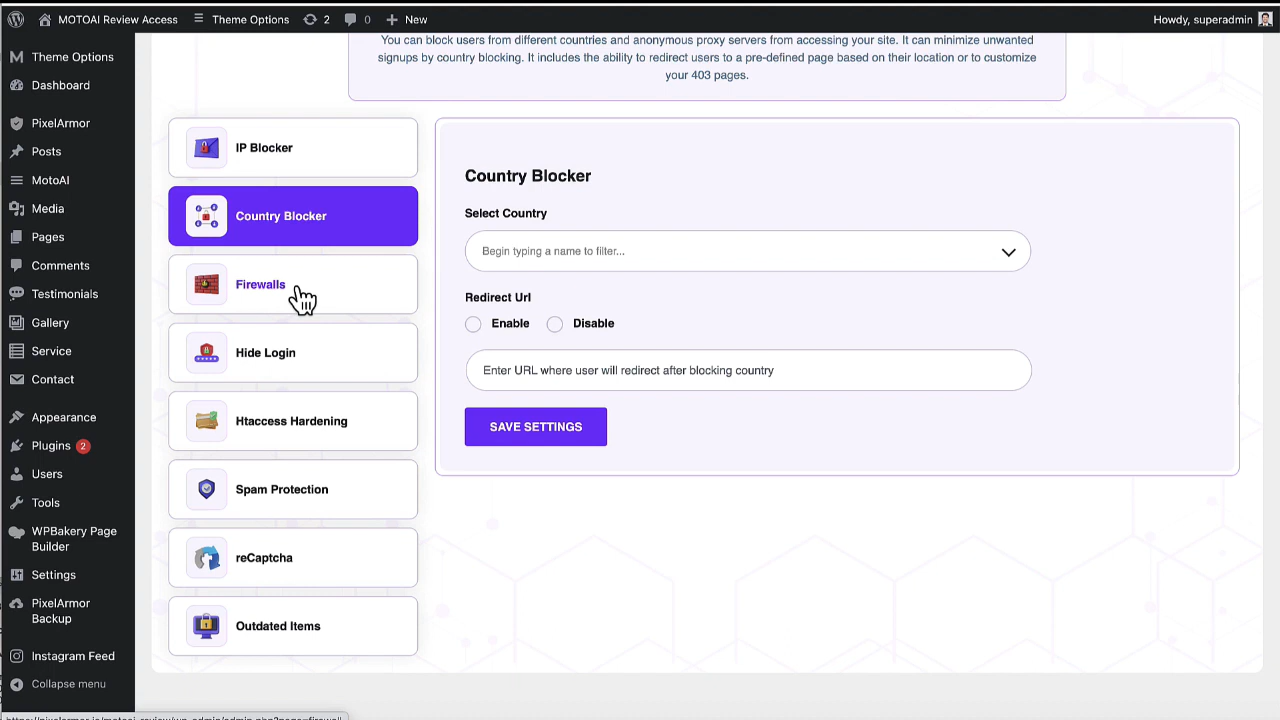 MOTOAI Review Access
Theme Options
2
0
New
Howdy, superadmin
Theme Options
Dashboard
PixelArmor
Posts
MotoAI
Media
Pages
Comments
Testimonials
Gallery
Service
Contact
Appearance
Plugins 2
Users
Tools
WPBakery Page
Builder
Settings
PixelArmor
Backup
Instagram Feed
Collapse menu
You can block users from different countries and anonymous proxy servers from accessing your site. It can minimize unwanted
signups by country blocking. It includes the ability to redirect users to a pre-defined page based on their location or to customize
your 403 pages.
IP Blocker
Country Blocker
Firewalls
Hide Login
Htaccess Hardening
Spam Protection
reCaptcha
Outdated Items
Country Blocker
Select Country
Begin typing a name to filter...
Redirect Url
Enable
Disable
Enter URL where user will redirect after blocking country
SAVE SETTINGS